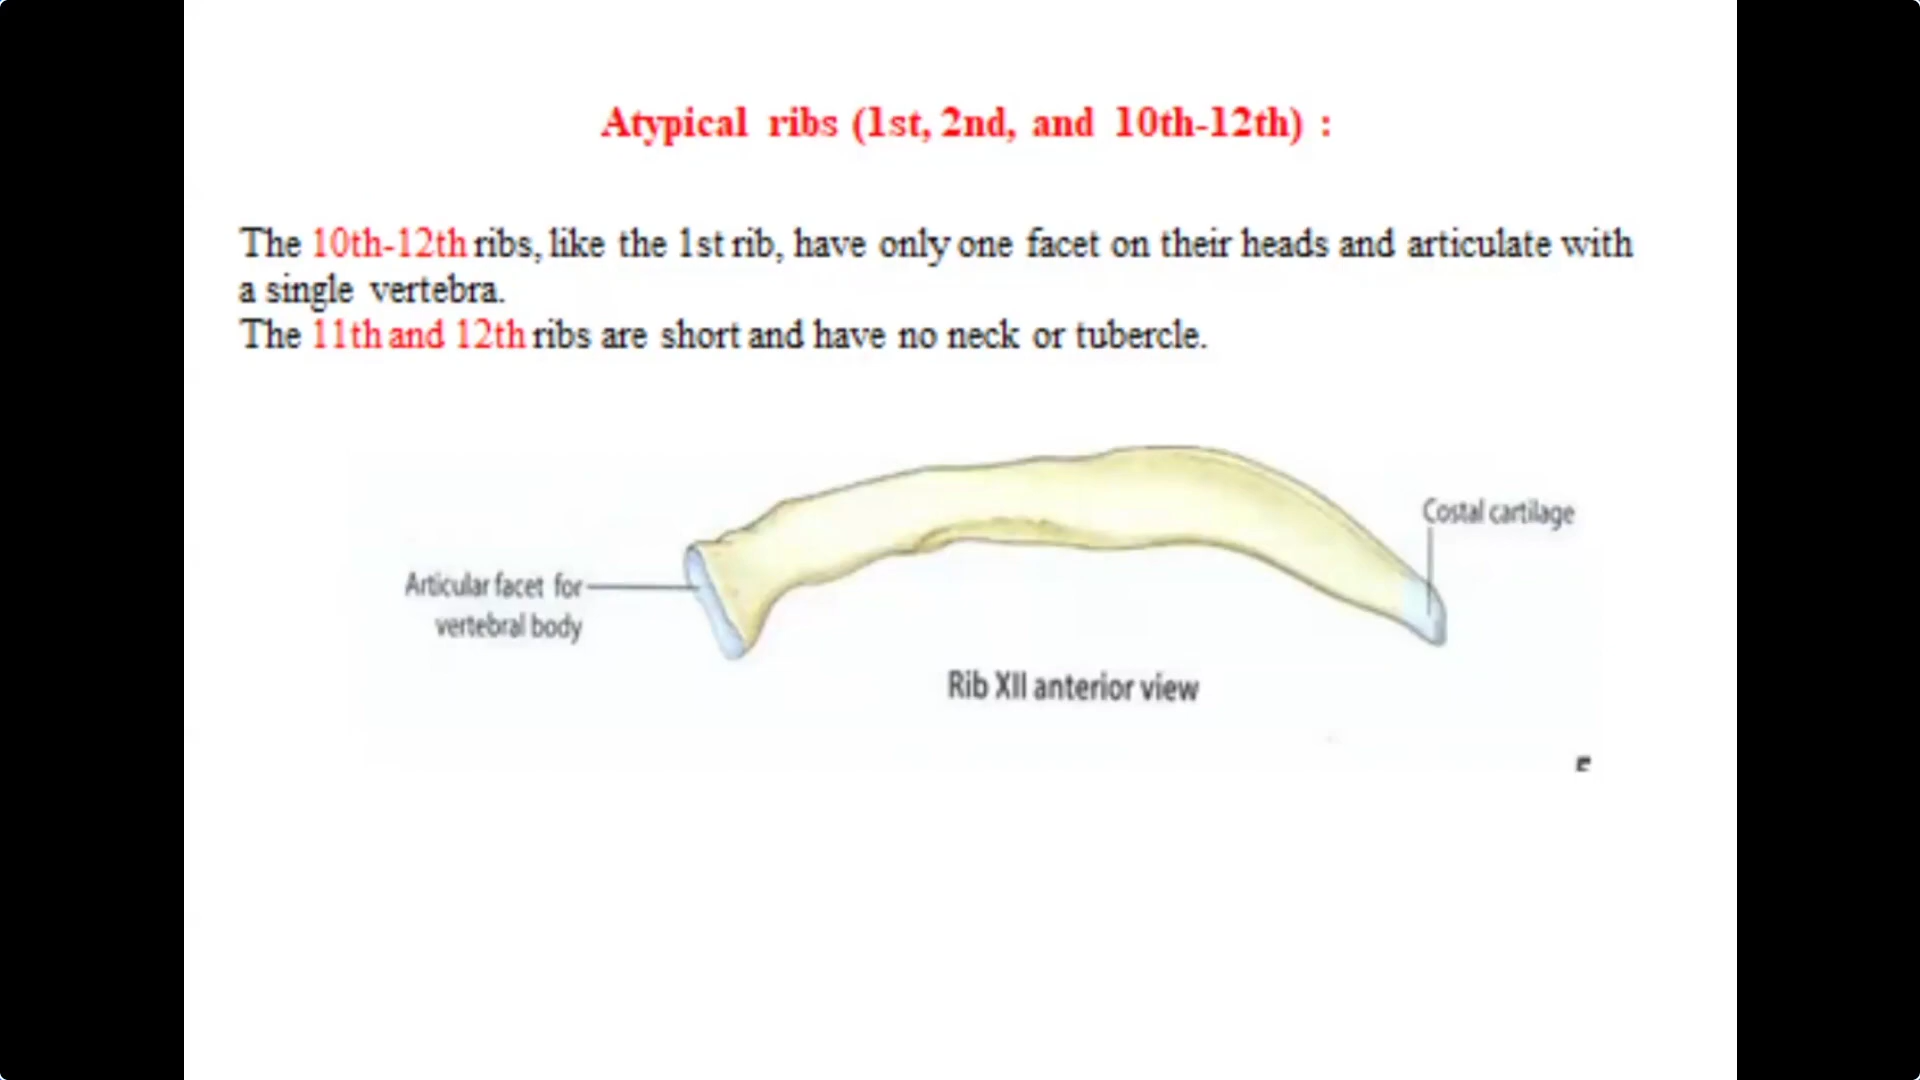 Atypical ribs (1st, 2nd, and 10th-12th) :
The 10th-12th ribs, like the 1st rib, have only one facet on their heads and articulate with
a single vertebra.
The 11th and 12th ribs are short and have no neck or tubercle.
Costal cartilage
Articular facet for
vertebral body
Rib XII anterior view